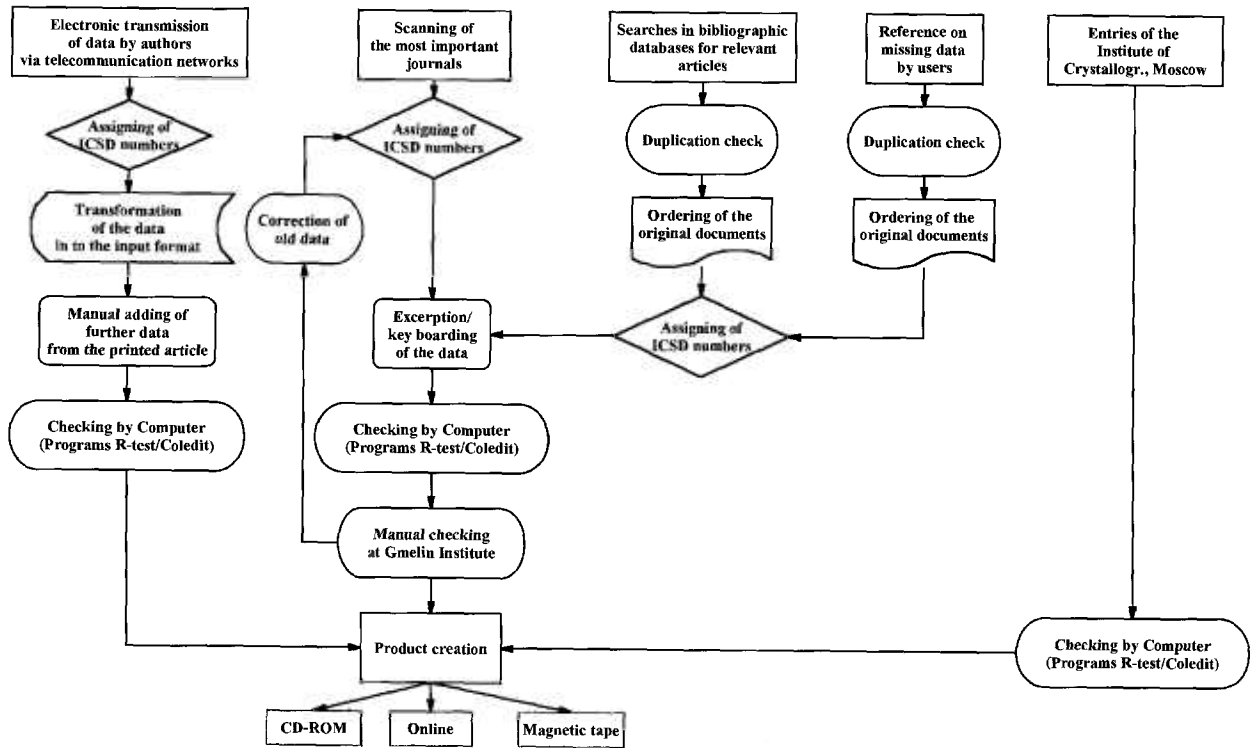 Electronic transmission
of data by authors
via telecommunication networks
Scanning of
the most important
journals
Searches in bibliographic
databases for relevant
articles
Reference on
missing data
by users
Entries of the
Institute of
Crystallogr., Moscow
Assigning of
ICSD numbers
Assigning of
ICSD numbers
Duplication check
Duplication check
Transformation
of the data
in to the input format
Correction of
old data
Ordering of the
original documents
Ordering of the
original documents
Manual adding of
further data
from the printed article
Excerption/
key boarding
of the data
Assigning of
ICSD numbers
Checking by Computer
(Programs R-test/Coledit)
Checking by Computer
(Programs R-test/Coledit)
Manual checking
at Gmelin Institute
Product creation
Checking by Computer
(Programs R-test/Coledit)
CD-ROM
Online
Magnetic tape